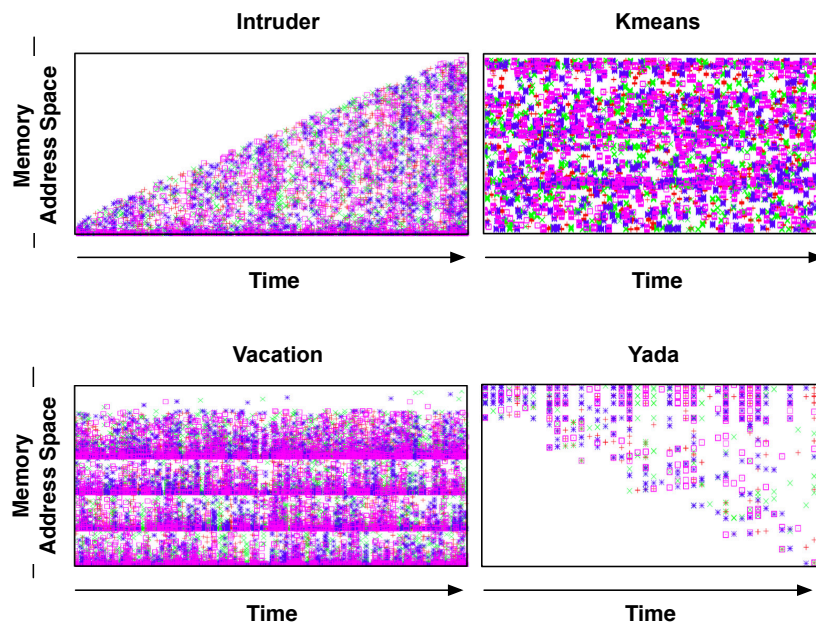 Intruder
Kmeans
Memory
Address Space
Time
Time
Vacation
Yada
Memory
Address Space
Time
Time